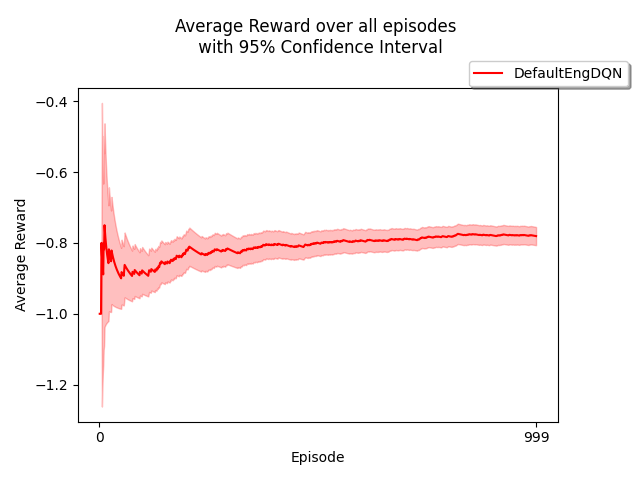 Average Reward over all episodes
with 95% Confidence Interval
DefaultEngDQN
−0.4
−0.6
−0.8
−1.0
−1.2
Average Reward
0
999
Episode